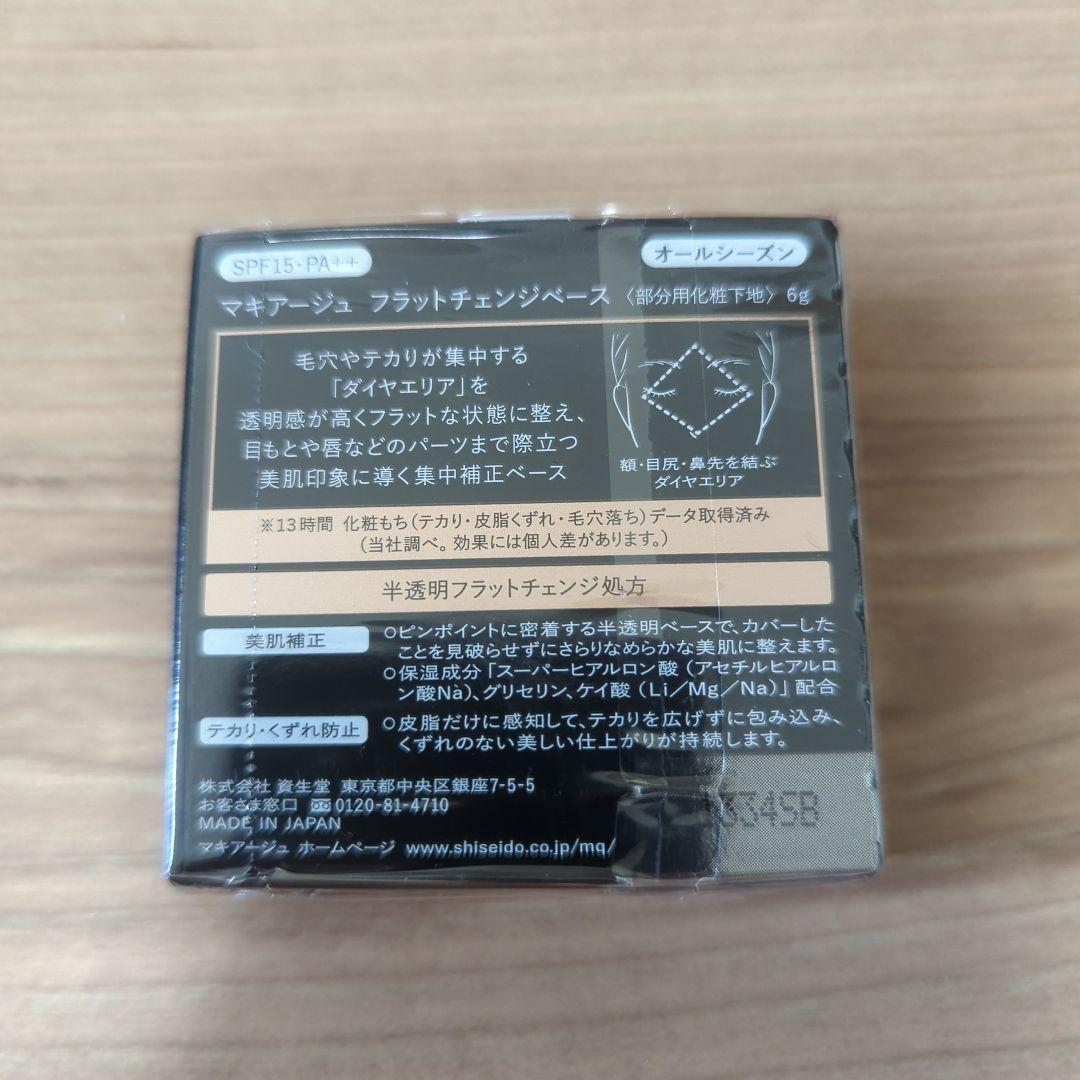 SPF15・PA++
オールシーズン
マキアージュ フラットチェンジベース 〈部分用化粧下地〉 6g
毛穴やテカリが集中する
「ダイヤエリア」を
透明感が高くフラットな状態に整え、
目もとや唇などのパーツまで際立つ
美肌印象に導く集中補正ベース
額・目尻・鼻先を結ぶ
ダイヤエリア
※13時間 化粧もち（テカリ・皮脂くずれ・毛穴落ち）データ取得済み
（当社調べ。効果には個人差があります。）
半透明フラットチェンジ処方
美肌補正
○ピンポイントに密着する半透明ベースで、カバーした
ことを見破らせずにさらりなめらかな美肌に整えます。
○保湿成分「スーパーヒアルロン酸（アセチルヒアルロ
ン酸Na）、グリセリン、ケイ酸（Li／Mg／Na）」配合
テカリ・くずれ防止
○皮脂だけに感知して、テカリを広げずに包み込み、
くずれのない美しい仕上がりが持続します。
株式会社 資生堂 東京都中央区銀座7-5-5
お客さま窓口 0120-81-4710
MADE IN JAPAN
マキアージュ ホームページ www.shiseido.co.jp/mq/